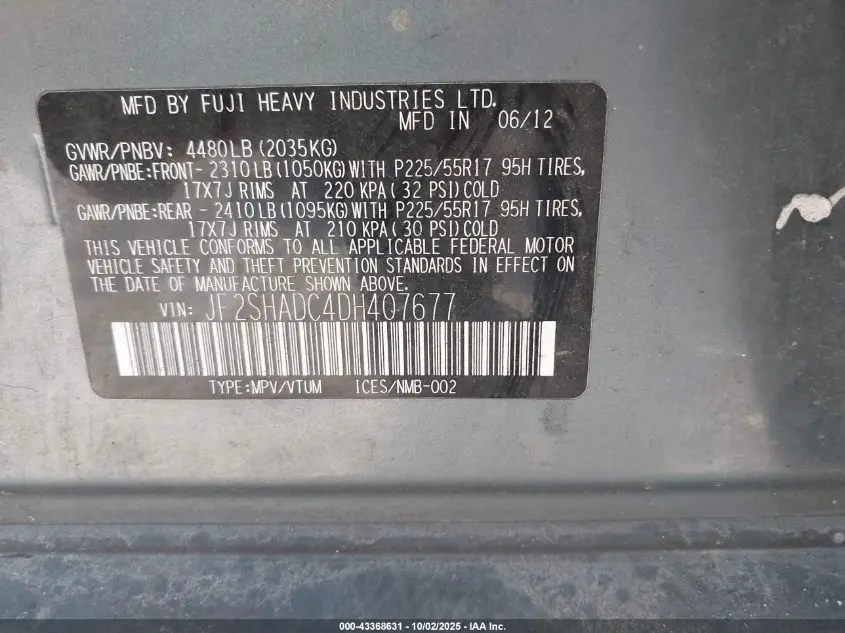 MFD BY FUJI HEAVY INDUSTRIES LTD.
MFD IN 06/12
GVWR/PNBV: 4480LB (2035KG)
GAWR/PNBE:FRONT- 2310LB (1050KG)WITH P225/55R17 95H TIRES,
17X7J RIMS AT 220 KPA ( 32 PSI)COLD
GAWR/PNBE:REAR - 2410LB (1095KG)WITH P225/55R17 95H TIRES,
17X7J RIMS AT 210 KPA ( 30 PSI)COLD
THIS VEHICLE CONFORMS TO ALL APPLICABLE FEDERAL MOTOR
VEHICLE SAFETY AND THEFT PREVENTION STANDARDS IN EFFECT ON
THE DATE OF MANUFACTURE SHOWN ABOVE.
VIN: JF2SHADC4DH407677
TYPE:MPV/VTUM ICES/NMB-002
000-43368631 - 10/02/2025 - IAA Inc.